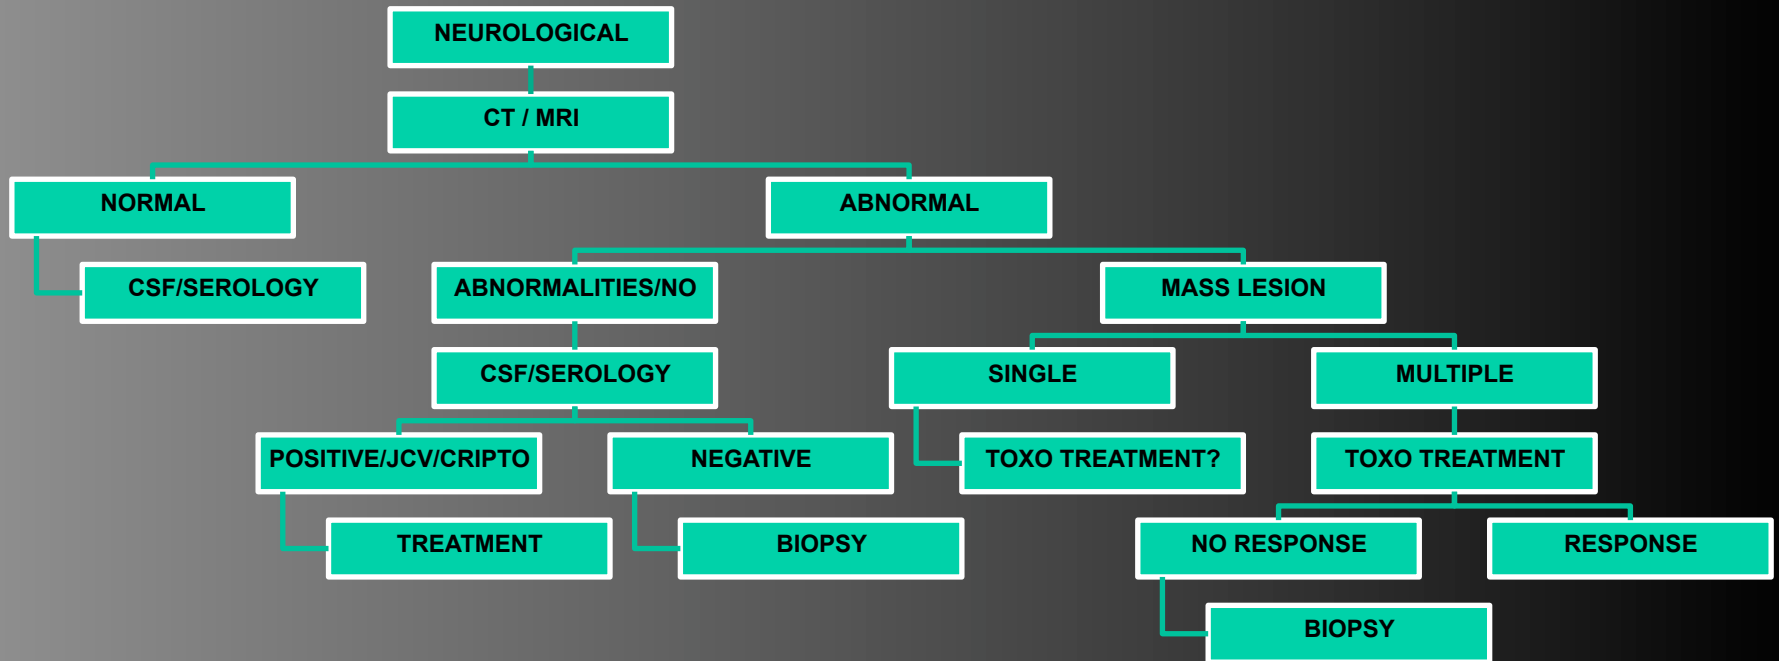 NEUROLOGICAL
CT / MRI
NORMAL
ABNORMAL
CSF/SEROLOGY
ABNORMALITIES/NO
MASS LESION
CSF/SEROLOGY
SINGLE
MULTIPLE
POSITIVE/JCV/CRIPTO
NEGATIVE
TOXO TREATMENT?
TOXO TREATMENT
TREATMENT
BIOPSY
NO RESPONSE
RESPONSE
BIOPSY